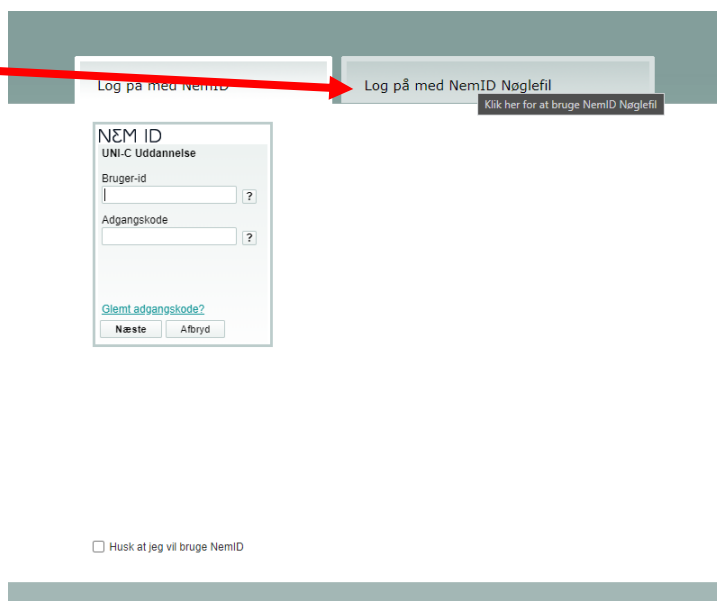 Log på med NemID
Log på med NemID Nøglefil
Klik her for at bruge NemID Nøglefil
NEM ID
UNI-C Uddannelse
Bruger-id
?
Adgangskode
?
Glemt adgangskode?
Næste Afbryd
Husk at jeg vil bruge NemID